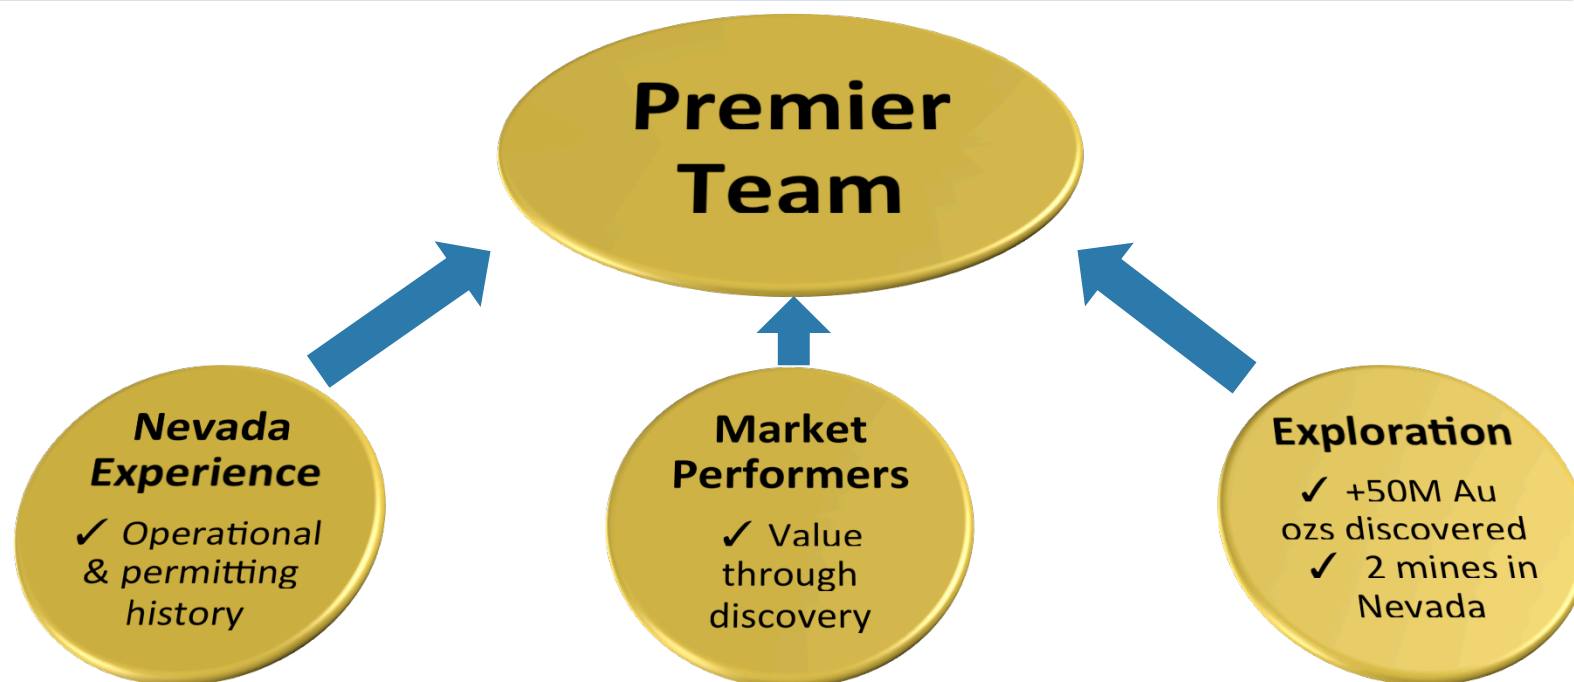 Premier
Team
Nevada
Experience
✓ Operational
& permitting
history
Market
Performers
✓ Value
through
discovery
Exploration
✓ +50M Au
ozs discovered
✓ 2 mines in
Nevada